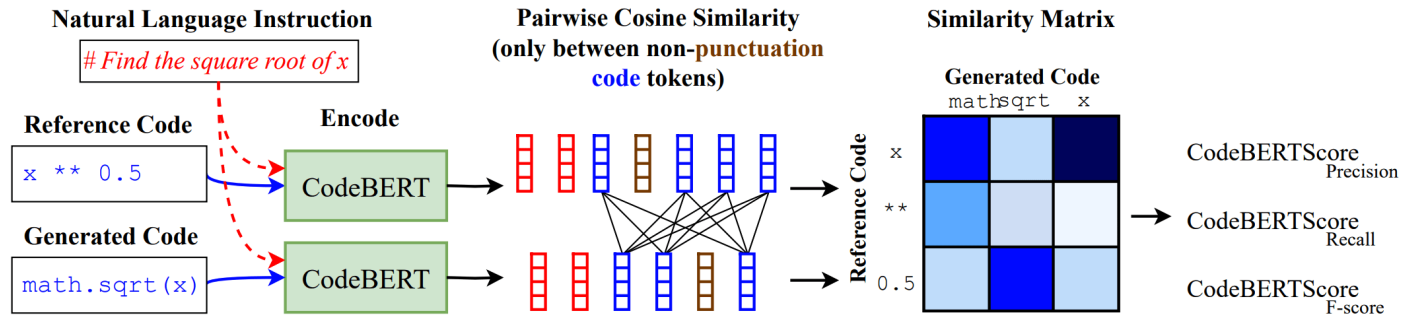 Natural Language Instruction
# Find the square root of x
Reference Code
x ** 0.5
Generated Code
math.sqrt(x)
Encode
CodeBERT
CodeBERT
Pairwise Cosine Similarity
(only between non-punctuation
code tokens)
Similarity Matrix
Generated Code
math sqrt x
Reference Code
x
**
0.5
CodeBERTScore Precision
CodeBERTScore Recall
CodeBERTScore F-score